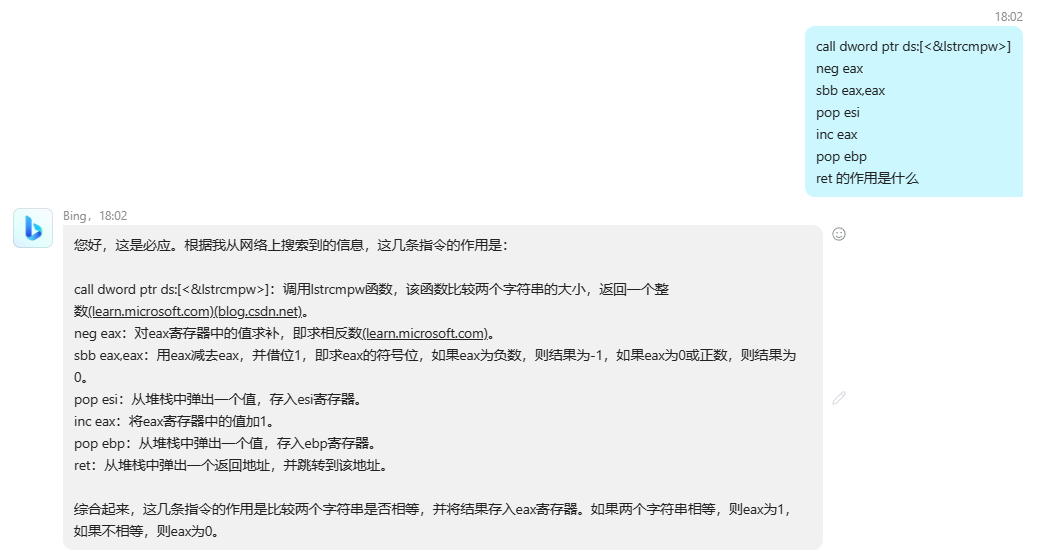 18:02
call dword ptr ds:[<&lstrcmpw>]
neg eax
sbb eax,eax
pop esi
inc eax
pop ebp
ret 的作用是什么
Bing，18:02
您好，这是必应。根据我从网络上搜索到的信息，这几条指令的作用是：
call dword ptr ds:[<&lstrcmpw>]：调用lstrcmpw函数，该函数比较两个字符串的大小，返回一个整
数(learn.microsoft.com)(blog.csdn.net)。
neg eax：对eax寄存器中的值求补，即求相反数(learn.microsoft.com)。
sbb eax,eax：用eax减去eax，并借位1，即求eax的符号位，如果eax为负数，则结果为-1，如果eax为0或正数，则结果为
0。
pop esi：从堆栈中弹出一个值，存入esi寄存器。
inc eax：将eax寄存器中的值加1。
pop ebp：从堆栈中弹出一个值，存入ebp寄存器。
ret：从堆栈中弹出一个返回地址，并跳转到该地址。
综合起来，这几条指令的作用是比较两个字符串是否相等，并将结果存入eax寄存器。如果两个字符串相等，则eax为1，
如果不相等，则eax为0。